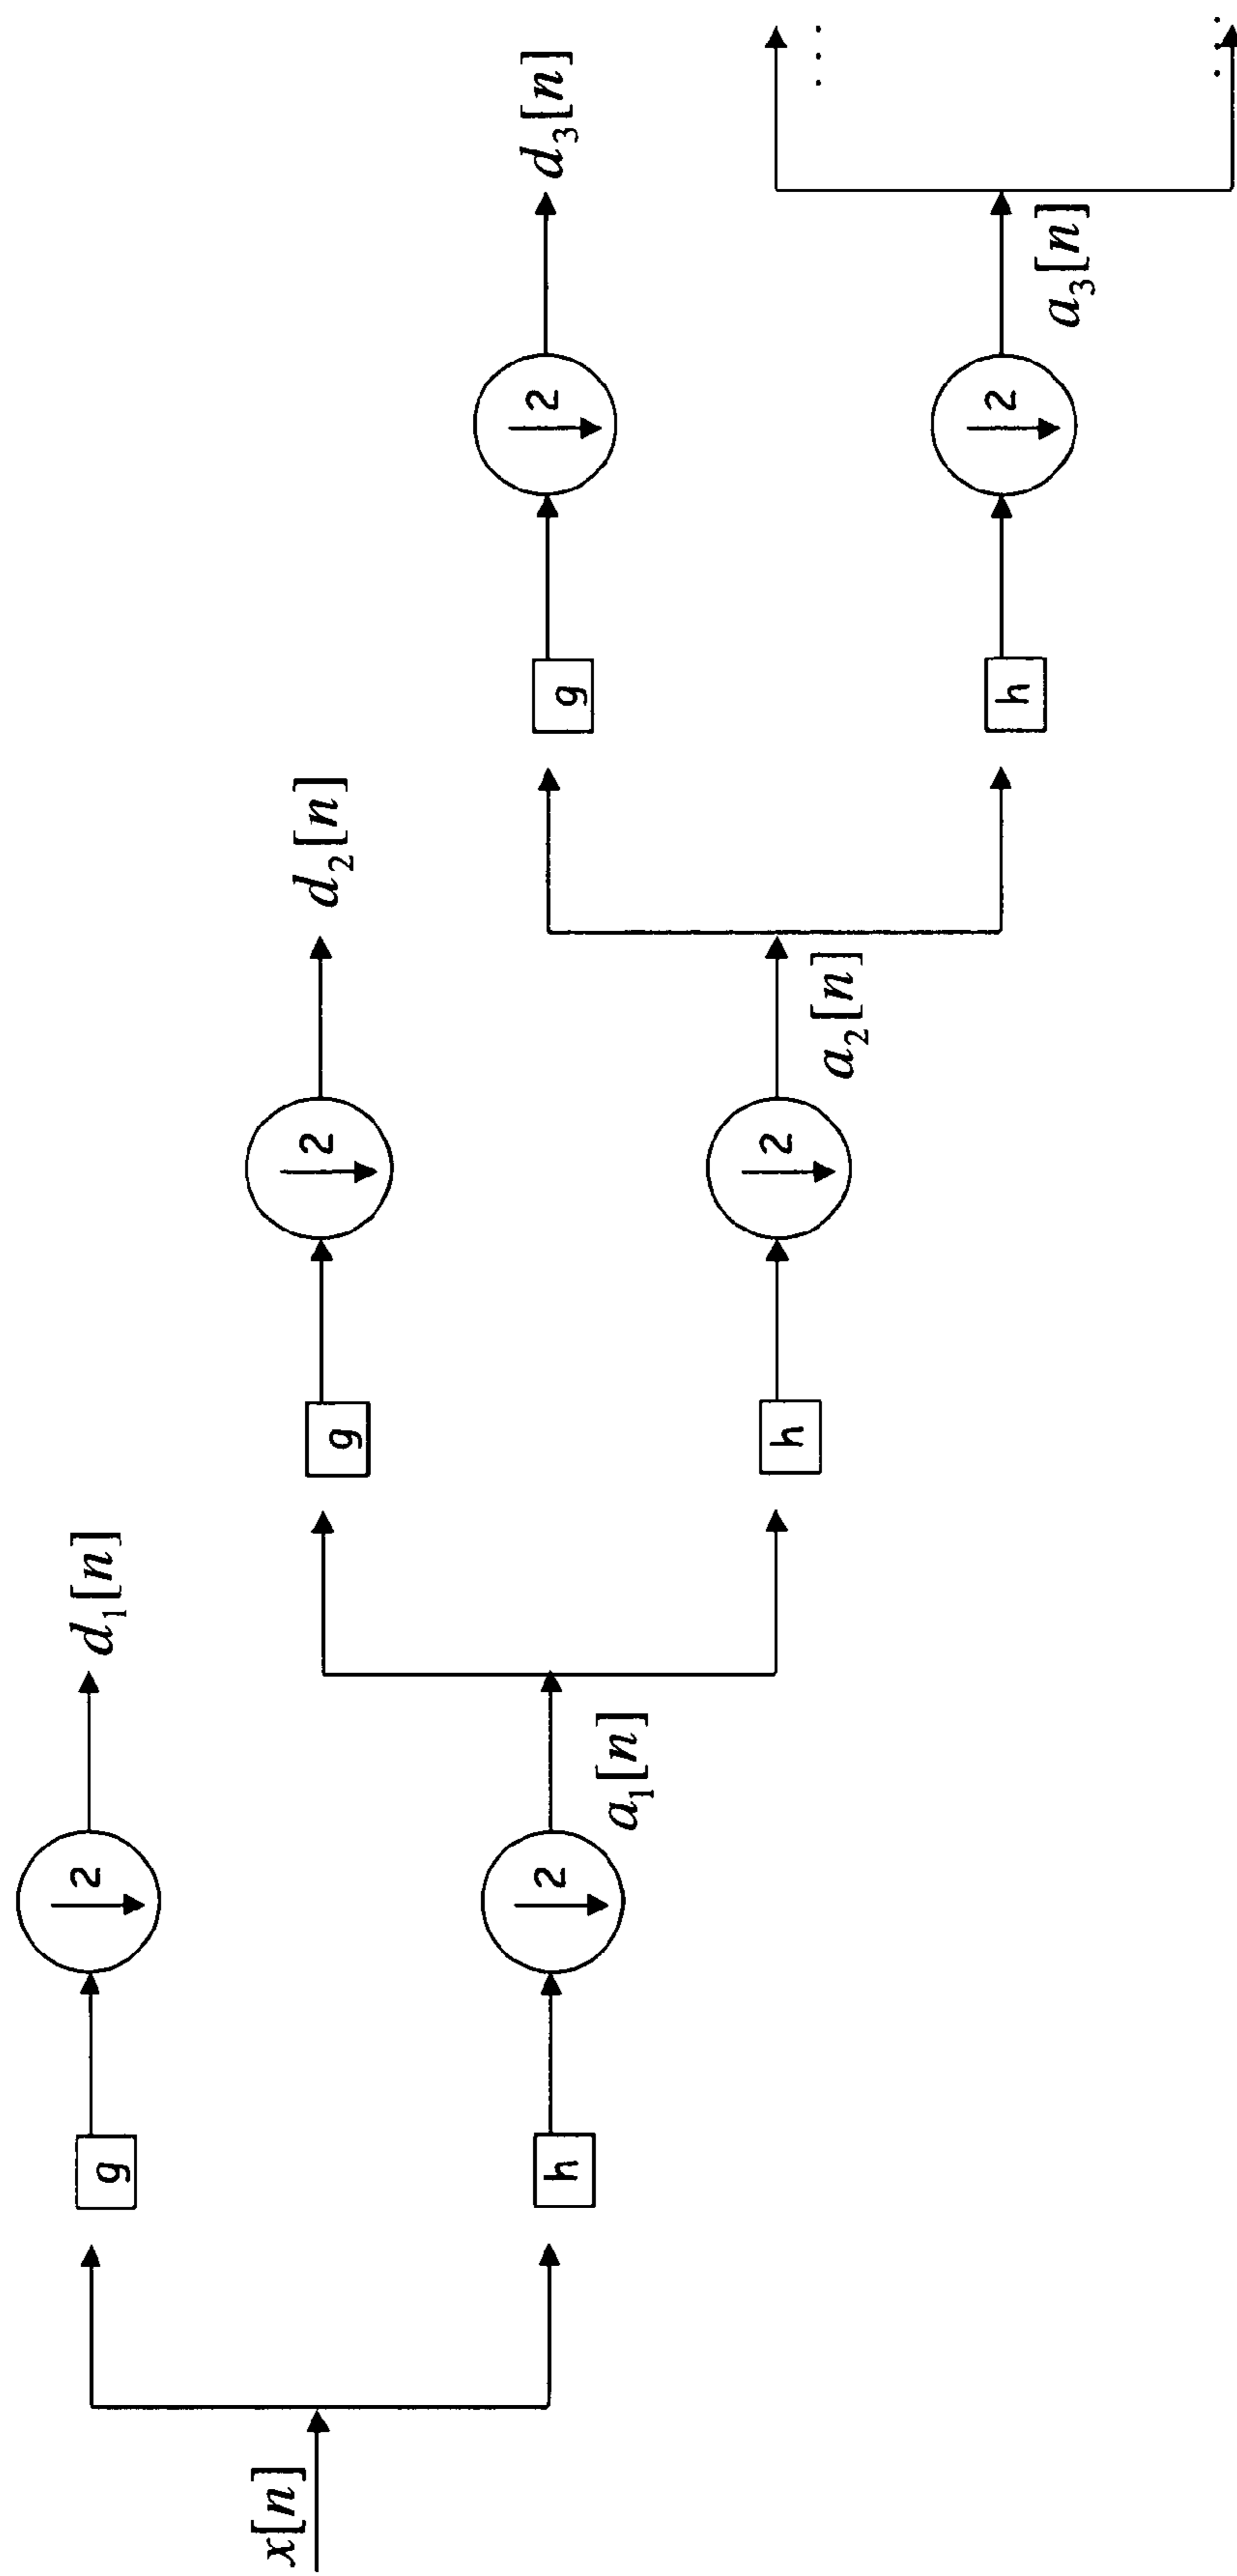 x[n]
g
↓2
d₁[n]
h
↓2
a₁[n]
g
↓2
d₂[n]
h
↓2
a₂[n]
g
↓2
d₃[n]
h
↓2
a₃[n]
...
...